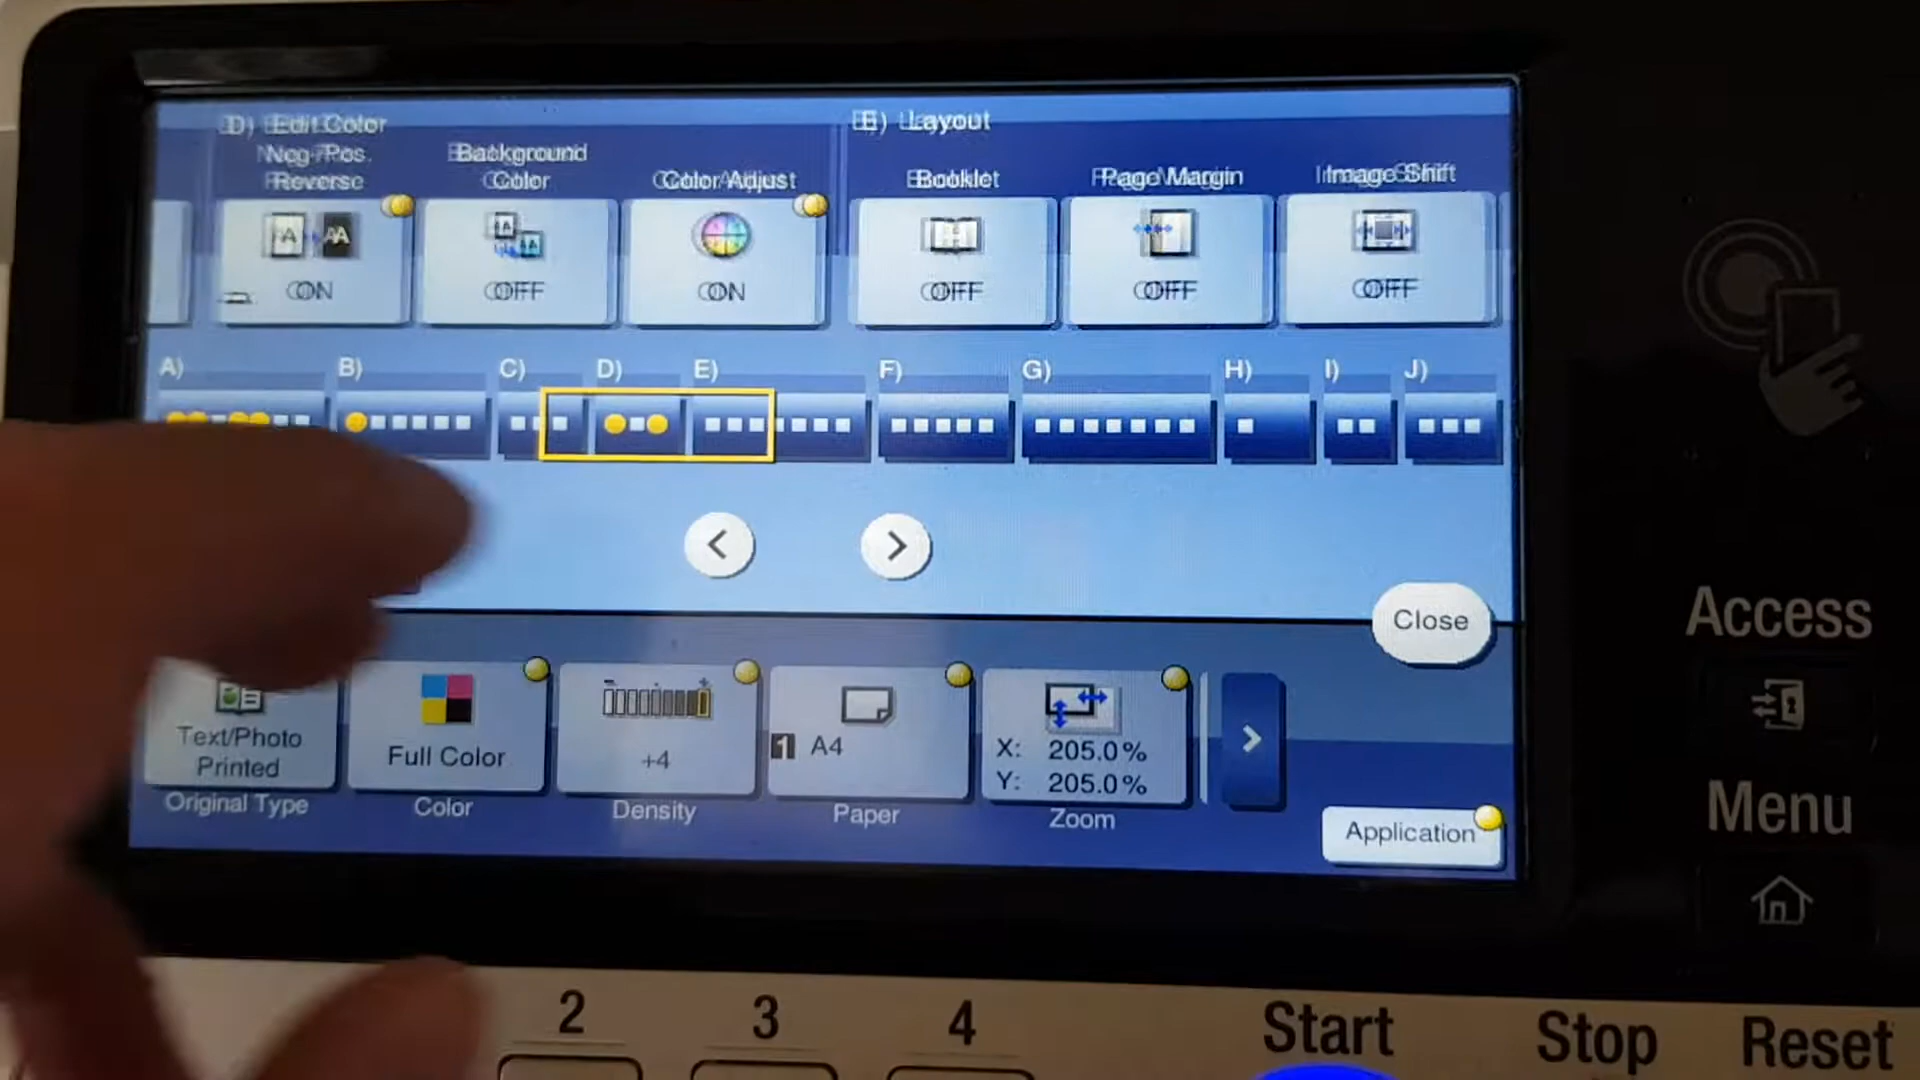 D) Edit Color
E) Layout
Neg-/Pos.
Reverse
Background
Color
Color Adjust
Booklet
Page Margin
Image Shift
ON
OFF
ON
OFF
OFF
OFF
A)
B)
C)
D)
E)
F)
G)
H)
I)
J)
<
>
Close
Text/Photo
Printed
Original Type
Full Color
Color
+4
Density
1 A4
Paper
X: 205.0%
Y: 205.0%
Zoom
>
Application
Access
Menu
2
3
4
Start
Stop
Reset